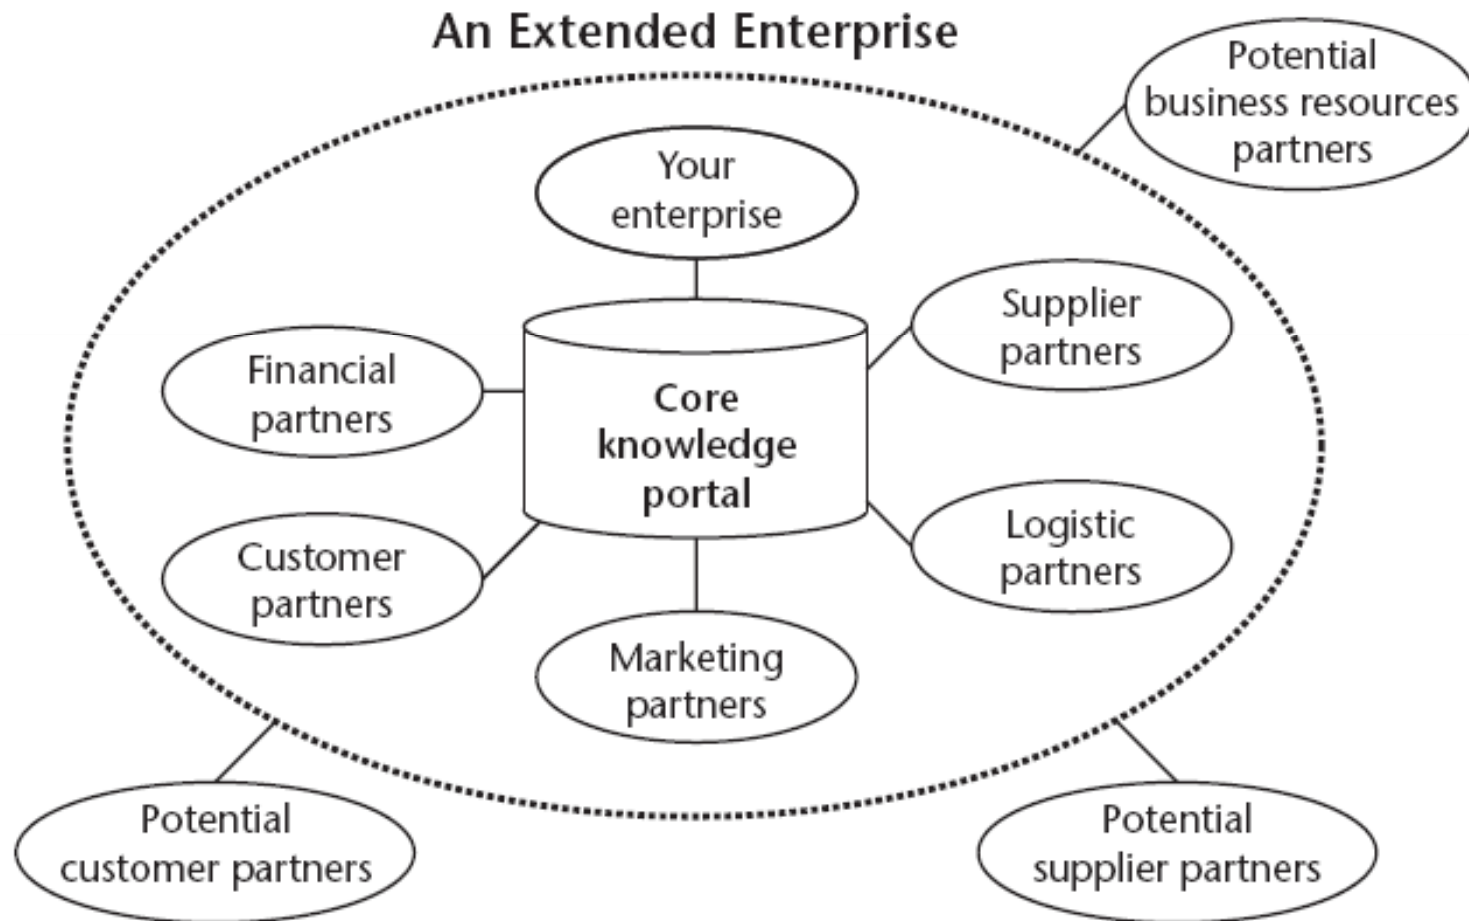 An Extended Enterprise
Potential
business resources
partners
Your
enterprise
Supplier
partners
Financial
partners
Core
knowledge
portal
Logistic
partners
Customer
partners
Marketing
partners
Potential
customer partners
Potential
supplier partners